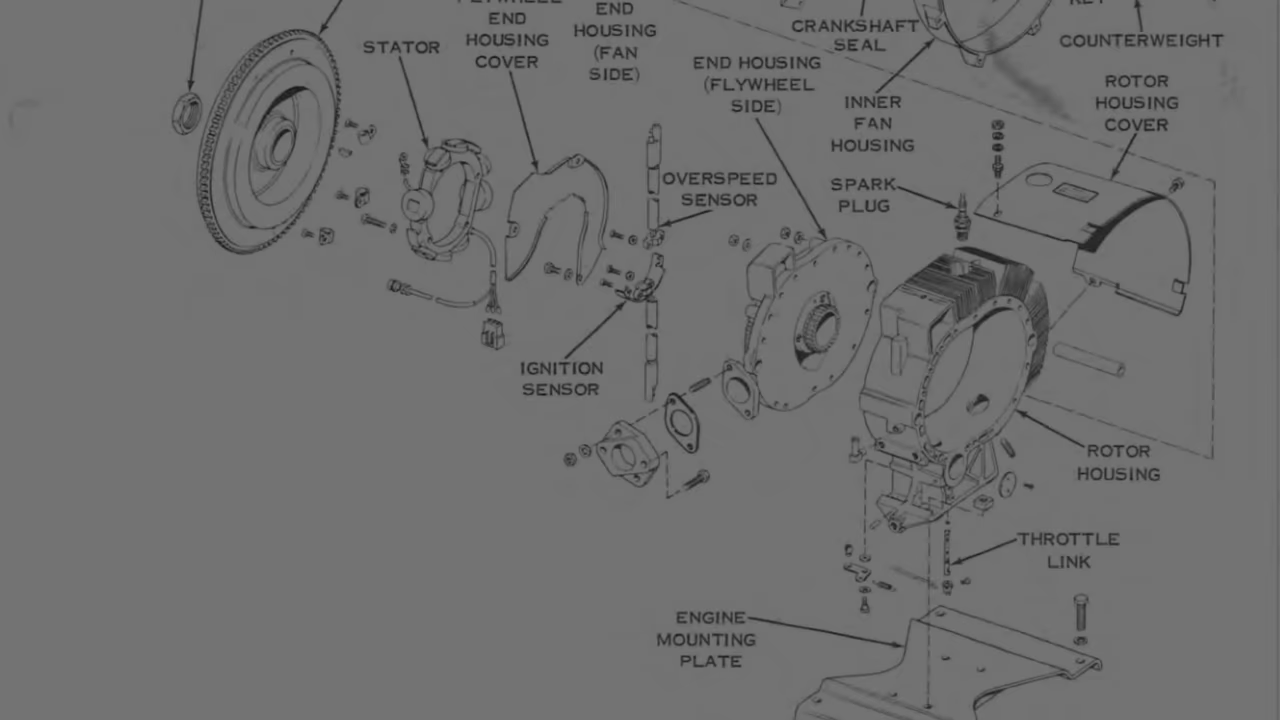 END
HOUSING
COVER
END
HOUSING
(FAN
SIDE)
STATOR
CRANKSHAFT
SEAL
COUNTERWEIGHT
END HOUSING
(FLYWHEEL
SIDE)
INNER
FAN
HOUSING
ROTOR
HOUSING
COVER
OVERSPEED
SENSOR
SPARK
PLUG
IGNITION
SENSOR
ROTOR
HOUSING
THROTTLE
LINK
ENGINE
MOUNTING
PLATE